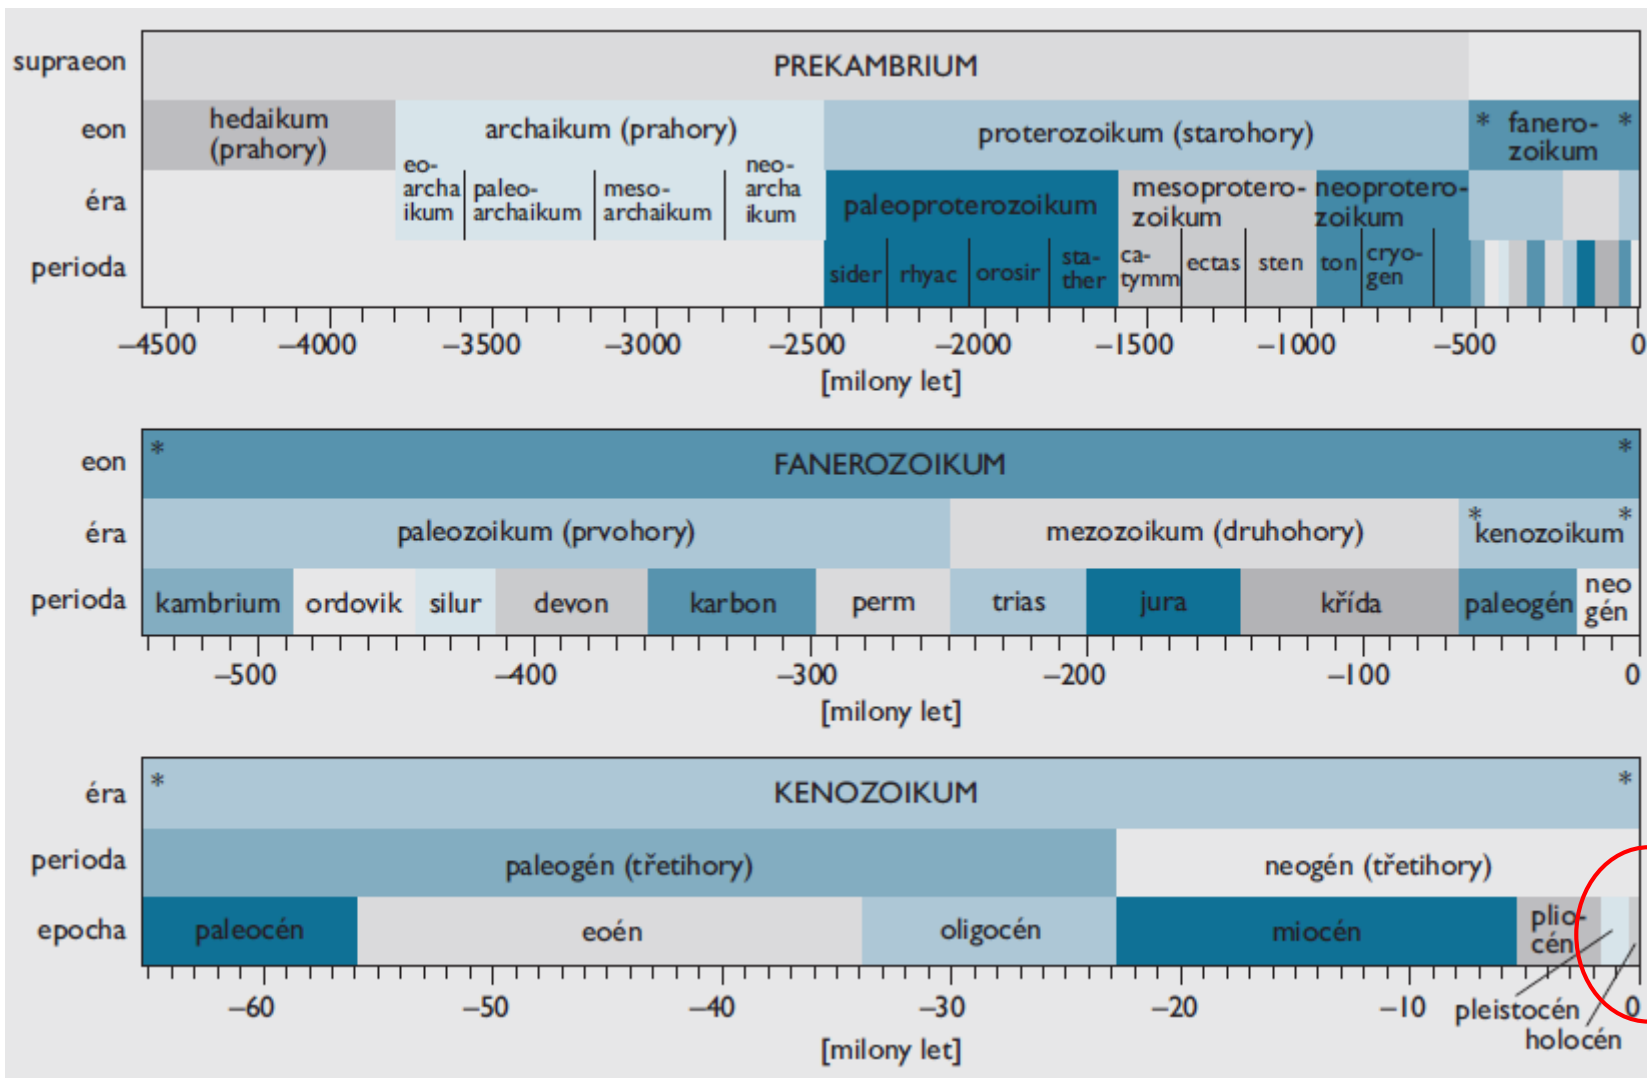 supraeon
PREKAMBRIUM
eon
hedaikum
(prahory)
archaikum (prahory)
proterozoikum (starohory)
* fanero- *
zoikum
éra
eo-
archa
ikum
paleo-
archaikum
meso-
archaikum
neo-
archa
ikum
paleoproterozoikum
mesoprotero-
zoikum
neoprotero-
zoikum
perioda
sider
rhyac
orosir
sta-
ther
ca-
tymm
ectas
sten
ton
cryo-
gen
–4500
–4000
–3500
–3000
–2500
–2000
–1500
–1000
–500
0
[milony let]
eon
* FANEROZOIKUM *
éra
paleozoikum (prvohory)
mezozoikum (druhohory)
* kenozoikum *
perioda
kambrium
ordovik
silur
devon
karbon
perm
trias
jura
křída
paleogén
neo
gén
–500
–400
–300
–200
–100
0
[milony let]
éra
* KENOZOIKUM *
perioda
paleogén (třetihory)
neogén (třetihory)
epocha
paleocén
eoén
oligocén
miocén
plio-
cén
–60
–50
–40
–30
–20
–10
0
pleistocén
holocén
[milony let]